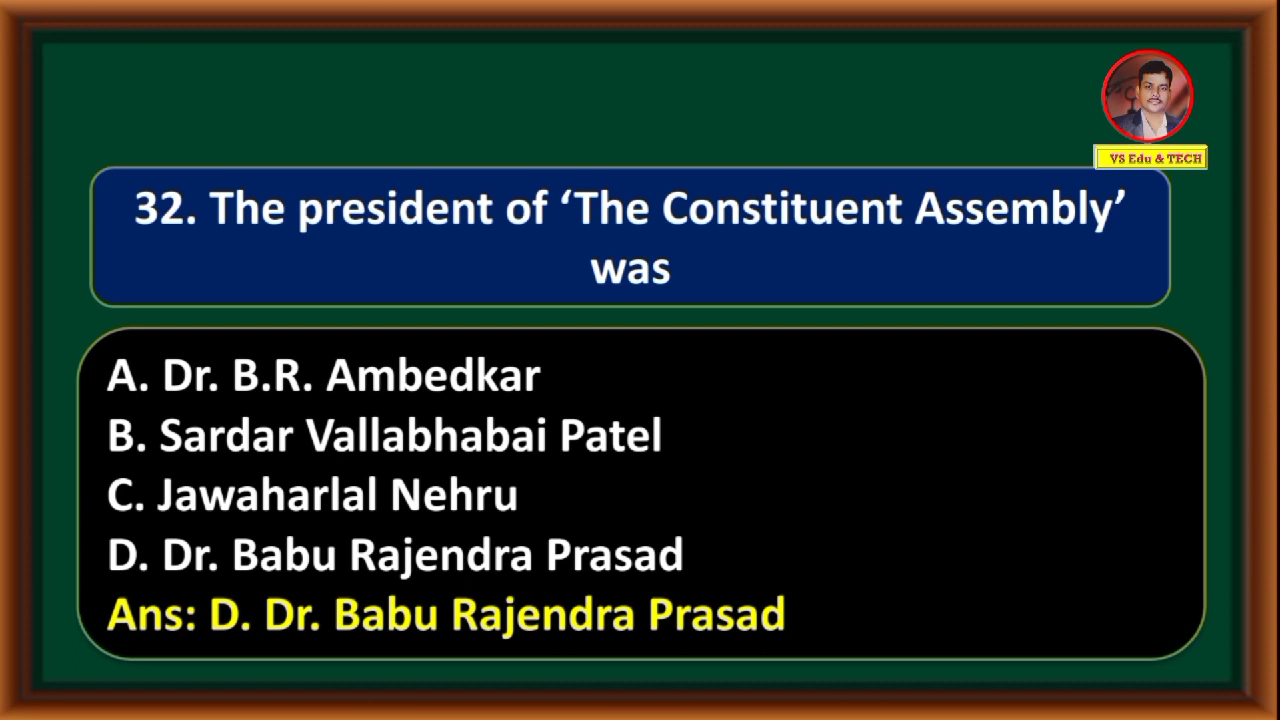 VS Edu & TECH
32. The president of ‘The Constituent Assembly’
was
A. Dr. B.R. Ambedkar
B. Sardar Vallabhabai Patel
C. Jawaharlal Nehru
D. Dr. Babu Rajendra Prasad
Ans: D. Dr. Babu Rajendra Prasad